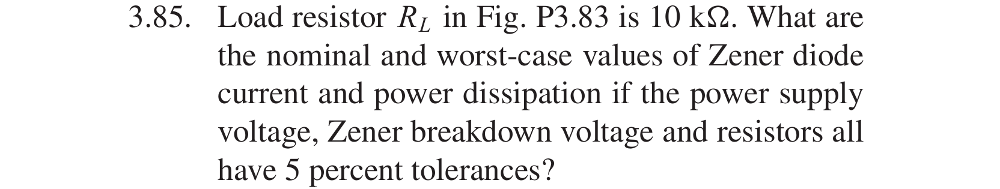 3.85. Load resistor R_L in Fig. P3.83 is 10 kΩ. What are
the nominal and worst-case values of Zener diode
current and power dissipation if the power supply
voltage, Zener breakdown voltage and resistors all
have 5 percent tolerances?